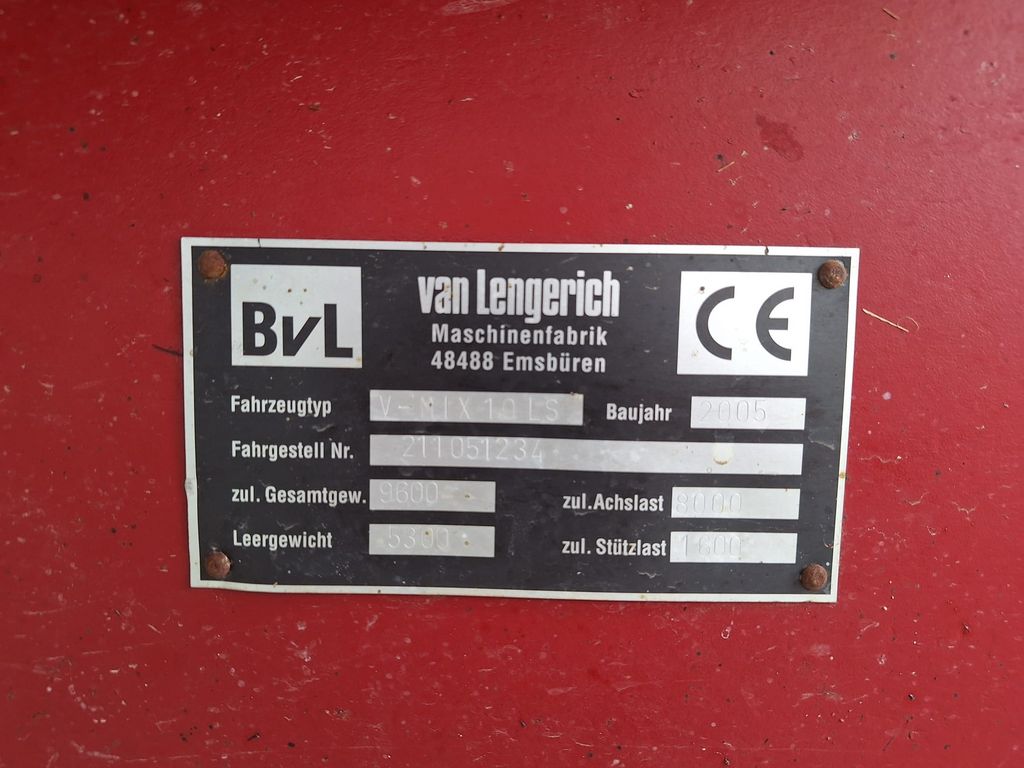 BvL
van Lengerich
Maschinenfabrik
48488 Emsbüren
CE
Fahrzeugtyp V-MIX 10 LS Baujahr 2005
Fahrgestell Nr. 211051234
zul. Gesamtgew. 9600 zul.Achslast 8000
Leergewicht 5300 zul. Stützlast 1600